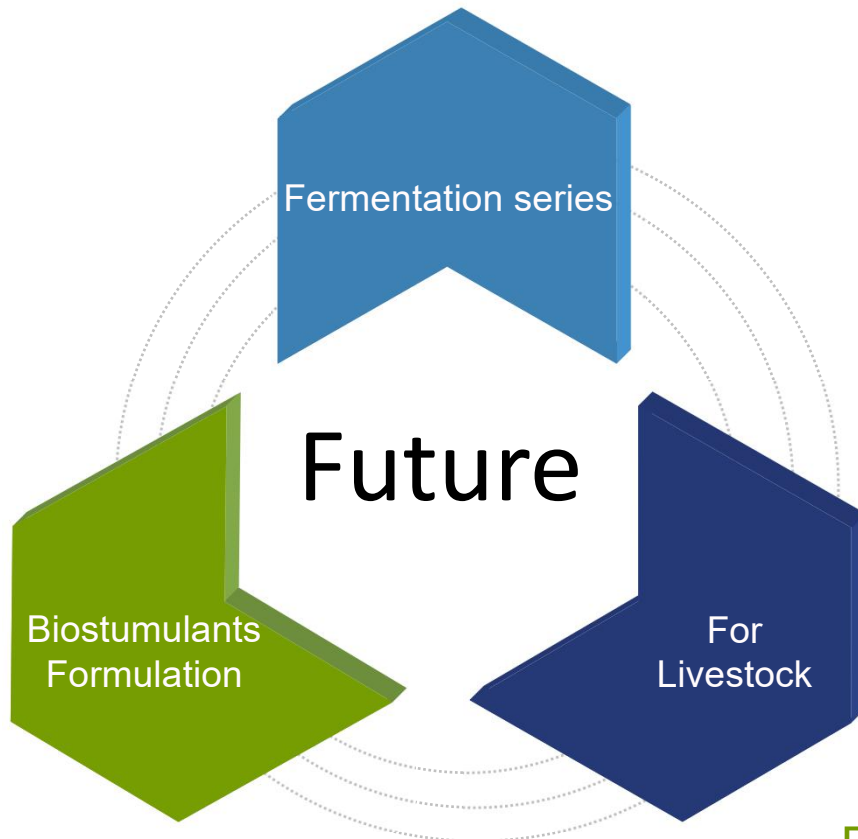 Fermentation series
Future
Biostumulants
Formulation
For
Livestock